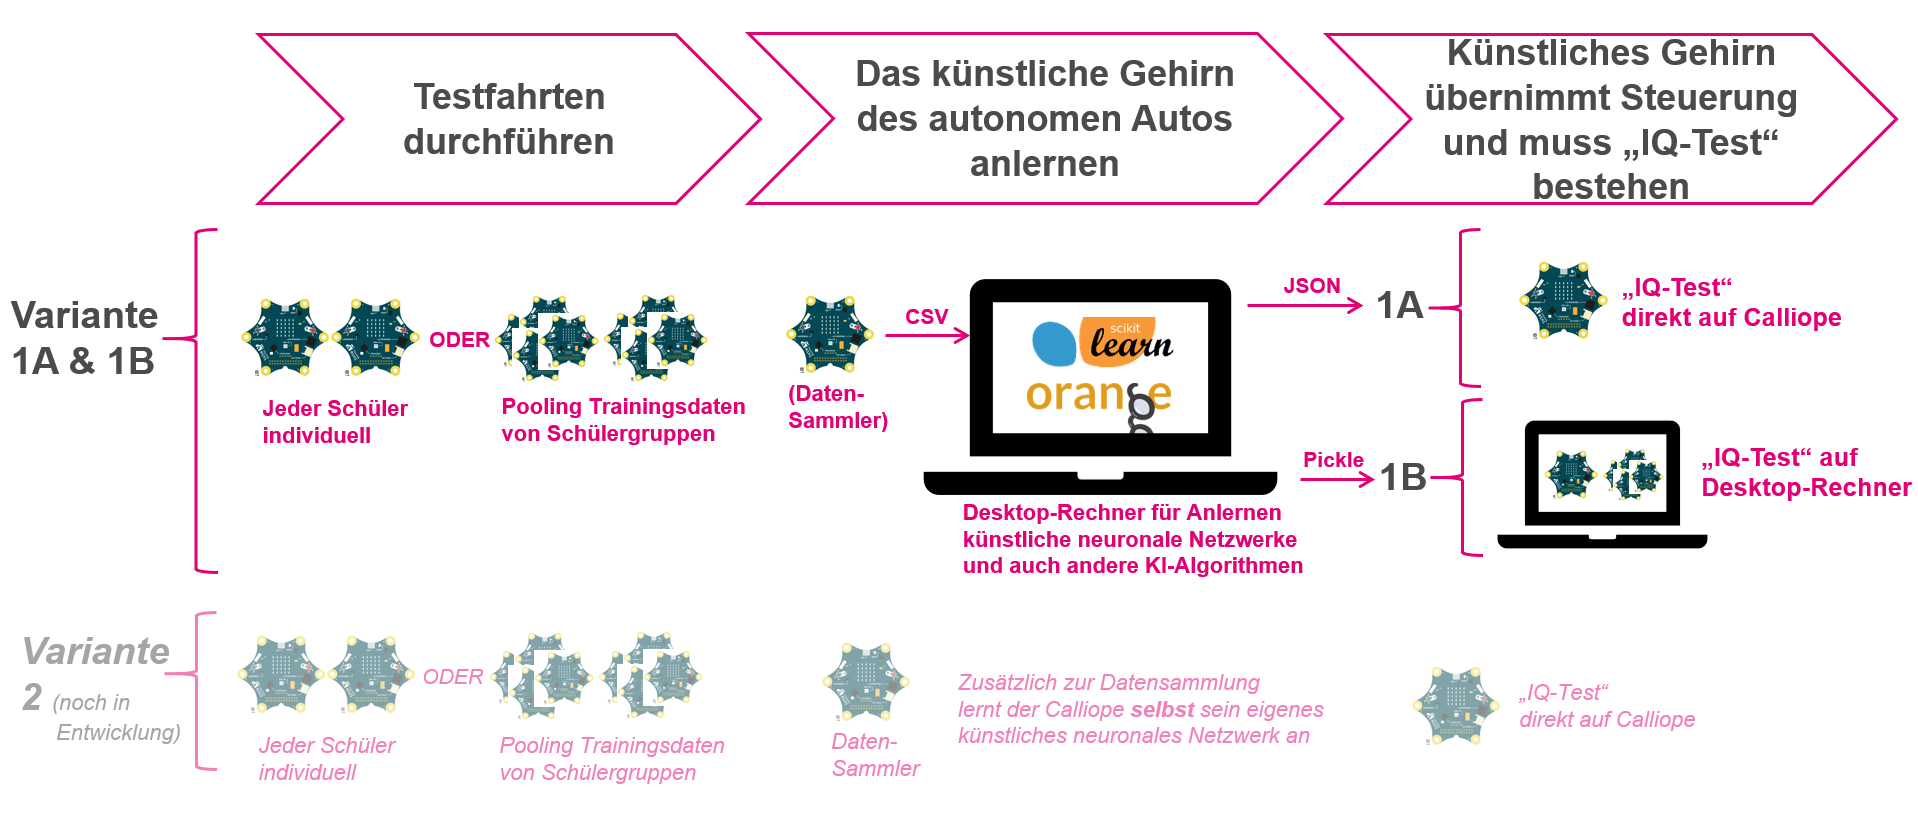 Testfahrten
durchführen
Das künstliche Gehirn
des autonomen Autos
anlernen
Künstliches Gehirn
übernimmt Steuerung
und muss „IQ-Test“
bestehen
Variante
1A & 1B
ODER
Jeder Schüler
individuell
Pooling Trainingsdaten
von Schülergruppen
(Daten-
Sammler)
CSV
scikit
learn
orange
Desktop-Rechner für Anlernen
künstliche neuronale Netzwerke
und auch andere KI-Algorithmen
JSON
1A
„IQ-Test“
direkt auf Calliope
Pickle
1B
„IQ-Test“ auf
Desktop-Rechner
Variante
2 (noch in
Entwicklung)
ODER
Jeder Schüler
individuell
Pooling Trainingsdaten
von Schülergruppen
Daten-
Sammler
Zusätzlich zur Datensammlung
lernt der Calliope selbst sein eigenes
künstliches neuronales Netzwerk an
„IQ-Test“
direkt auf Calliope